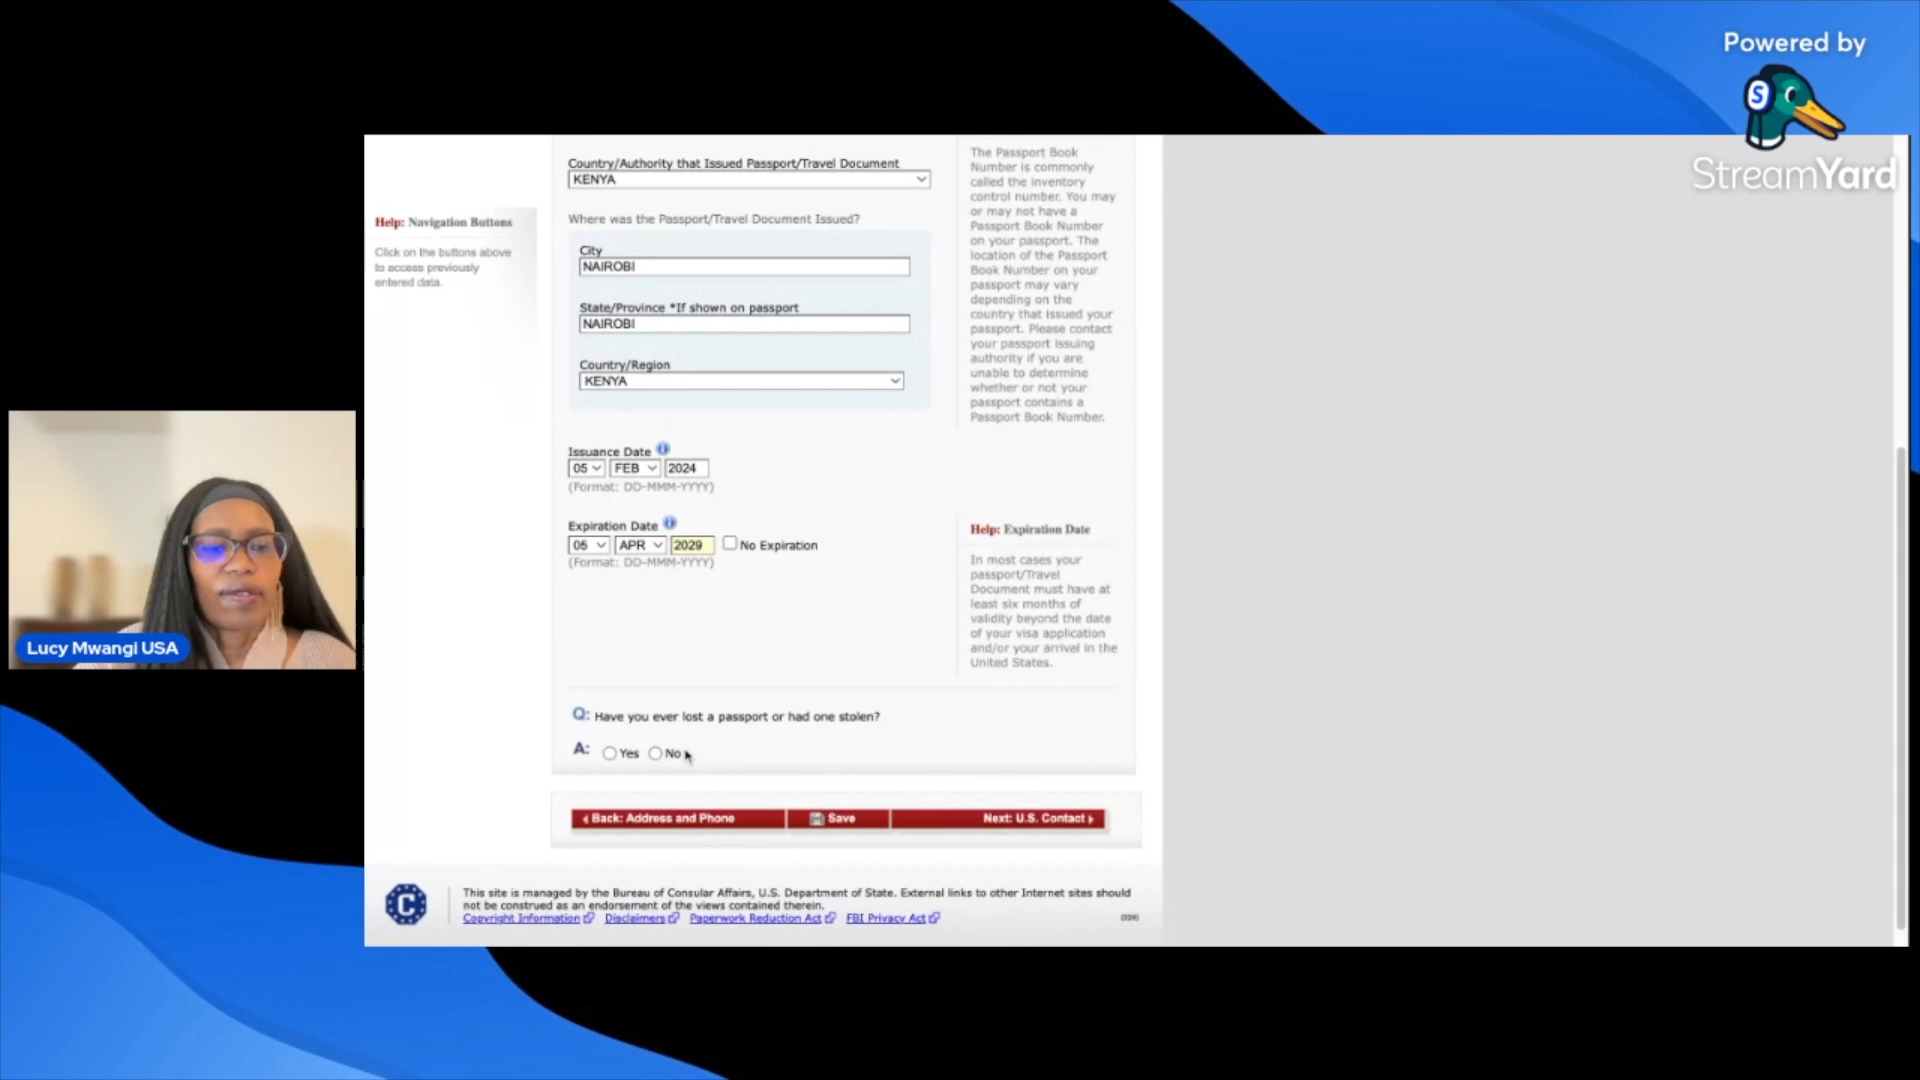 Powered by
StreamYard
Lucy Mwangi USA
Help: Navigation Buttons
Click on the buttons above
to access previously
entered data.
Country/Authority that Issued Passport/Travel Document
KENYA
Where was the Passport/Travel Document Issued?
City
NAIROBI
State/Province *If shown on passport
NAIROBI
Country/Region
KENYA
Issuance Date
05 FEB 2024
(Format: DD-MMM-YYYY)
Expiration Date
05 APR 2029 No Expiration
(Format: DD-MMM-YYYY)
The Passport Book
Number is commonly
called the inventory
control number. You may
or may not have a
Passport Book Number
on your passport. The
location of the Passport
Book Number on your
passport may vary
depending on the
country that issued your
passport. Please contact
your passport issuing
authority if you are
unable to determine
whether or not your
passport contains a
Passport Book Number.
Help: Expiration Date
In most cases your
passport/Travel
Document must have at
least six months of
validity beyond the date
of your visa application
and/or your arrival in the
United States.
Q: Have you ever lost a passport or had one stolen?
A: Yes No
Back: Address and Phone Save Next: U.S. Contact
This site is managed by the Bureau of Consular Affairs, U.S. Department of State. External links to other Internet sites should
not be construed as an endorsement of the views contained therein.
Copyright Information Disclaimers Paperwork Reduction Act FBI Privacy Act